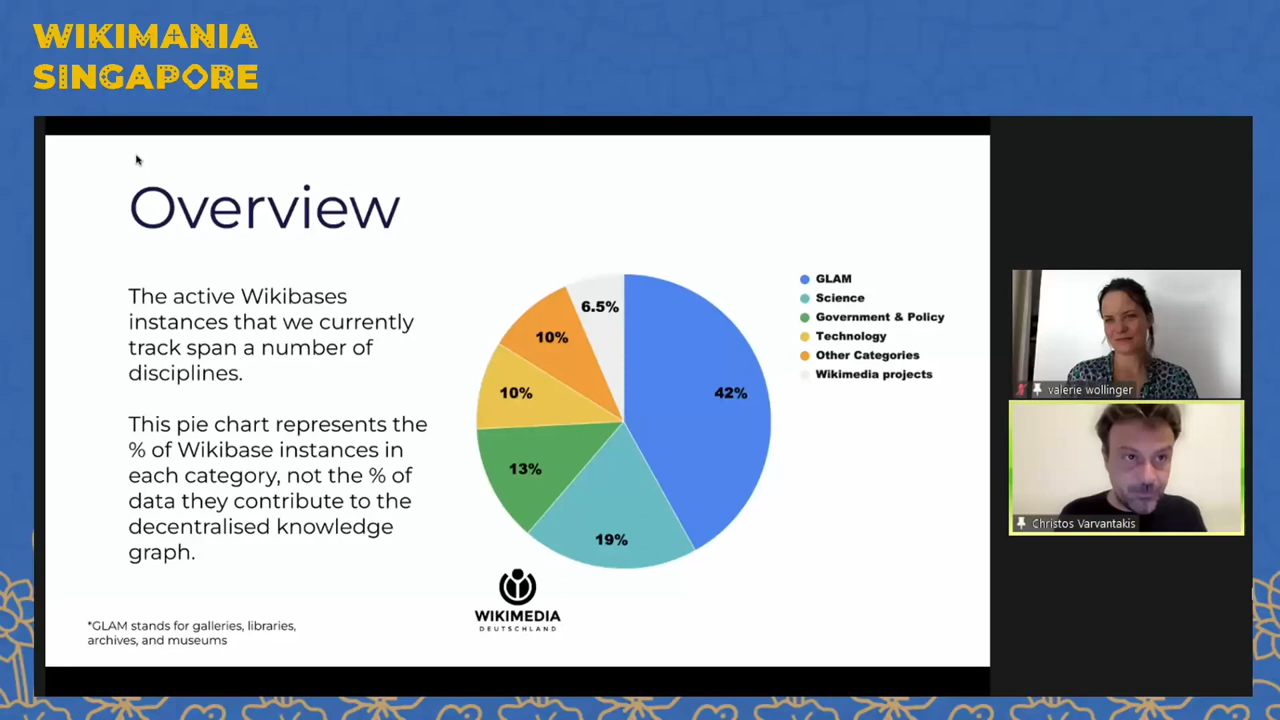 WIKIMANIA
SINGAPORE
Overview
The active Wikibases
instances that we currently
track span a number of
disciplines.
This pie chart represents the
% of Wikibase instances in
each category, not the % of
data they contribute to the
decentralised knowledge
graph.
*GLAM stands for galleries, libraries,
archives, and museums
6.5%
10%
10%
13%
19%
42%
GLAM
Science
Government & Policy
Technology
Other Categories
Wikimedia projects
WIKIMEDIA
DEUTSCHLAND
valerie wollinger
Christos Varvantakis